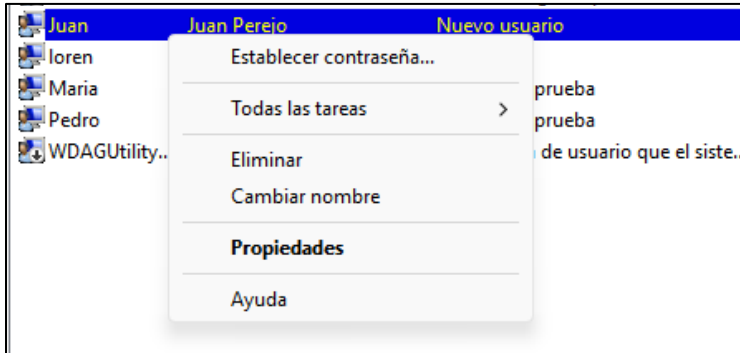 Juan Juan Perejo Nuevo usuario
loren Establecer contraseña...
Maria prueba
Todas las tareas
Pedro prueba
WDAGUtility.. Eliminar de usuario que el siste..
Cambiar nombre
Propiedades
Ayuda